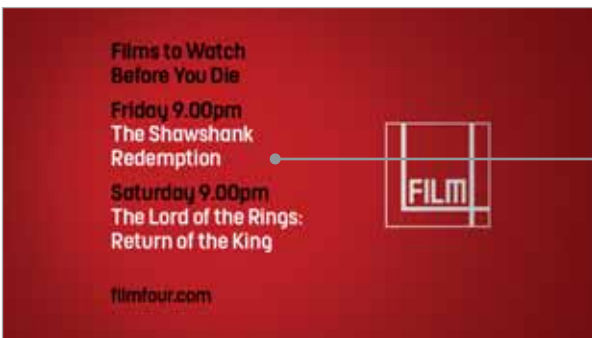 Films to Watch
Before You Die
Friday 9.00pm
The Shawshank
Redemption
Saturday 9.00pm
The Lord of the Rings:
Return of the King
filmfour.com
FILM